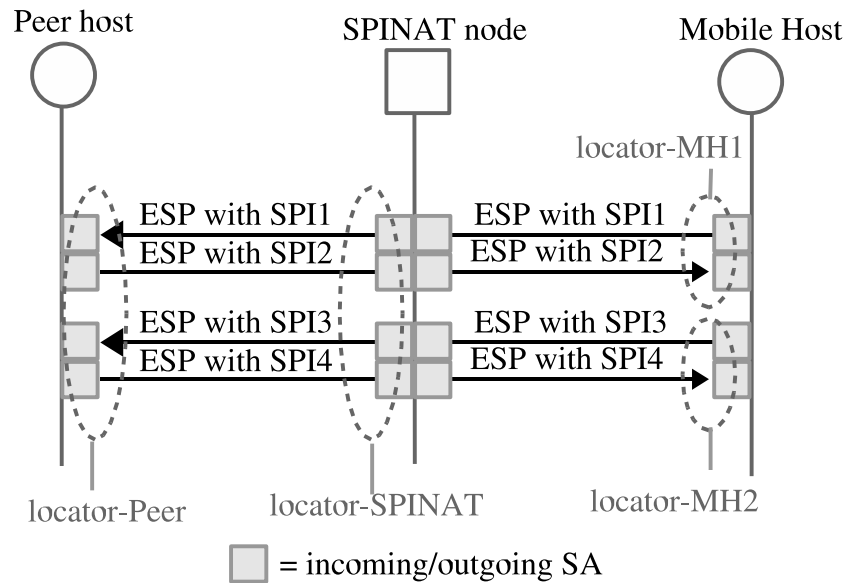 Peer host
SPINAT node
Mobile Host
locator-MH1
ESP with SPI1
ESP with SPI1
ESP with SPI2
ESP with SPI2
ESP with SPI3
ESP with SPI3
ESP with SPI4
ESP with SPI4
locator-Peer
locator-SPINAT
locator-MH2
= incoming/outgoing SA